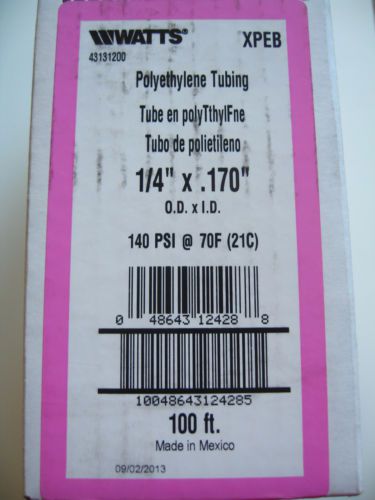 WATTS® XPEB
43131200
Polyethylene Tubing
Tube en polyTthylFne
Tubo de polietileno
1/4" x .170"
O.D. x I.D.
140 PSI @ 70F (21C)
0 48643 12428 8
10048643124285
100 ft.
Made in Mexico
09/02/2013